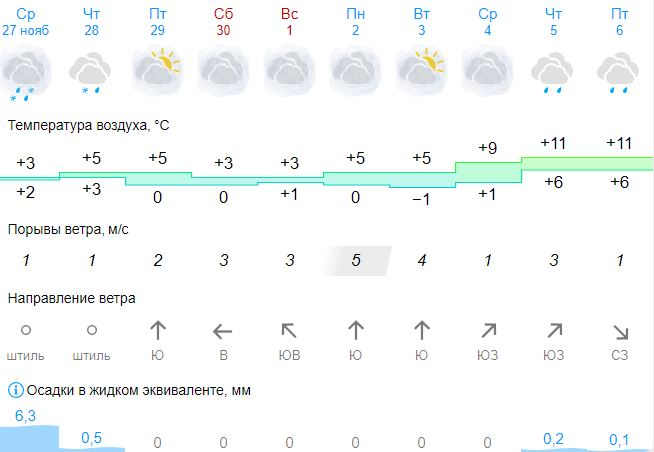 Ср Чт Пт Сб Вс Пн Вт Ср Чт Пт
27 нояб 28 29 30 1 2 3 4 5 6
Температура воздуха, °C
+3 +5 +5 +3 +3 +5 +5 +9 +11 +11
+2 +3 0 0 +1 0 −1 +1 +6 +6
Порывы ветра, м/с
1 1 2 3 3 5 4 1 3 1
Направление ветра
штиль штиль Ю В ЮВ Ю Ю ЮЗ ЮЗ СЗ
Осадки в жидком эквиваленте, мм
6,3 0,5 0 0 0 0 0 0 0,2 0,1